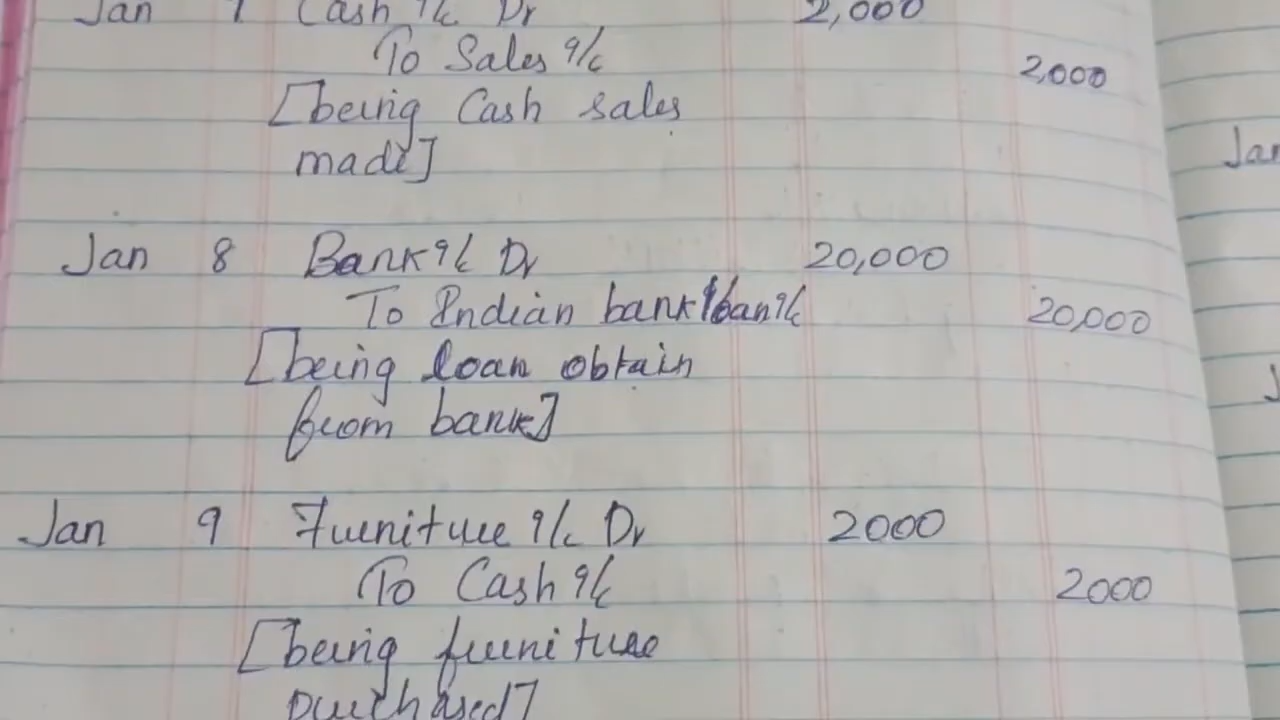 Jan 7 Cash a/c Dr 2,000
To Sales a/c 2,000
[being Cash sales
made]
Jan
Jan 8 Bank a/c Dr 20,000
To Indian bank a/c 20,000
[being loan obtain
from bank]
J
Jan 9 Furniture a/c Dr 2000
To Cash a/c 2000
[being furniture
purchased]